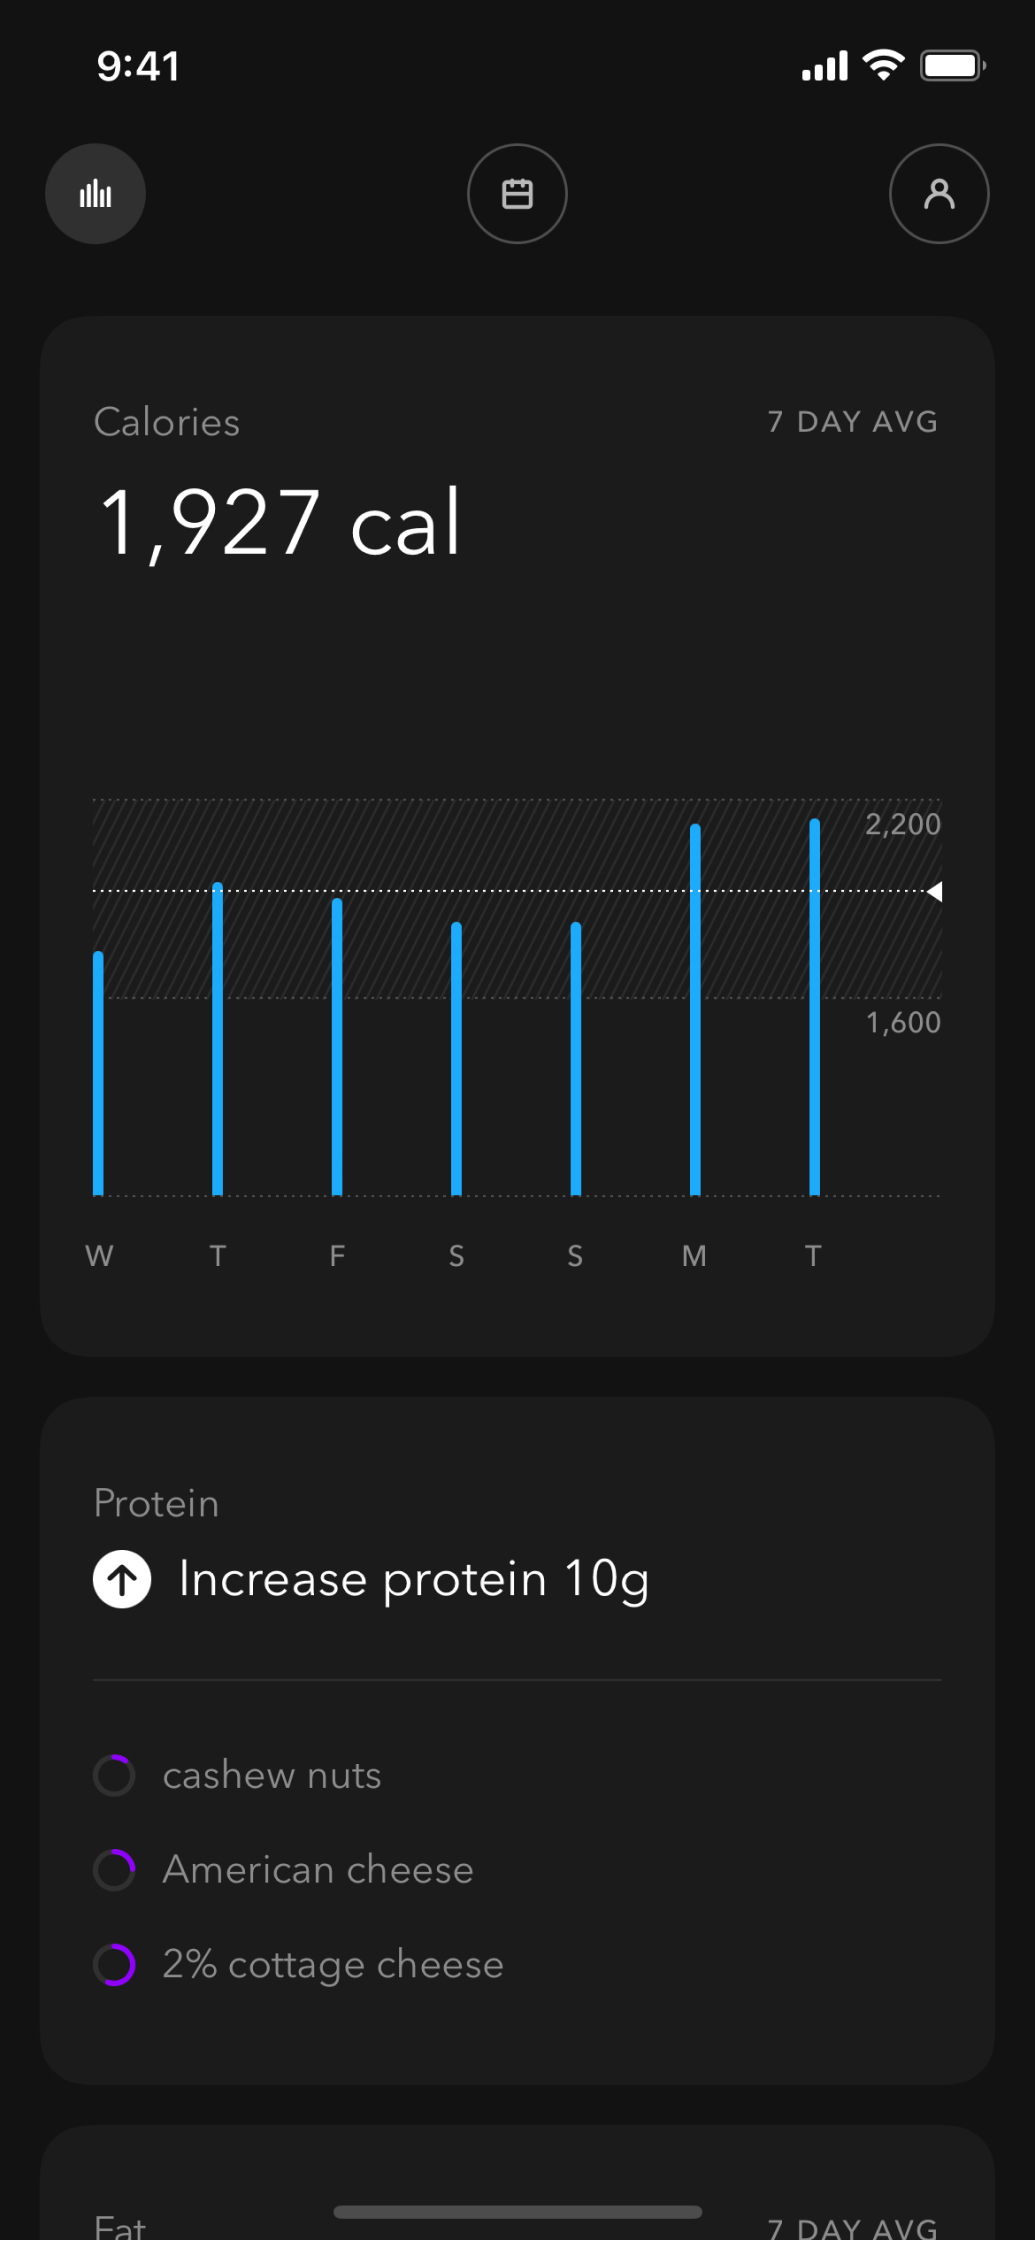 9:41
Calories
7 DAY AVG
1,927 cal
2,200
1,600
W T F S S M T
Protein
Increase protein 10g
cashew nuts
American cheese
2% cottage cheese
Fat
7 DAY AVG